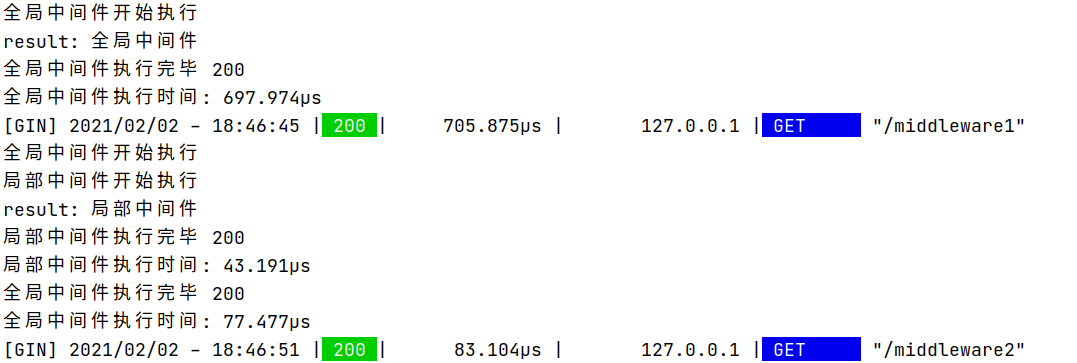 全局中间件开始执行
result: 全局中间件
全局中间件执行完毕 200
全局中间件执行时间: 697.974µs
[GIN] 2021/02/02 - 18:46:45 | 200 |     705.875µs |       127.0.0.1 | GET      "/middleware1"
全局中间件开始执行
局部中间件开始执行
result: 局部中间件
局部中间件执行完毕 200
局部中间件执行时间: 43.191µs
全局中间件执行完毕 200
全局中间件执行时间: 77.477µs
[GIN] 2021/02/02 - 18:46:51 | 200 |      83.104µs |       127.0.0.1 | GET      "/middleware2"